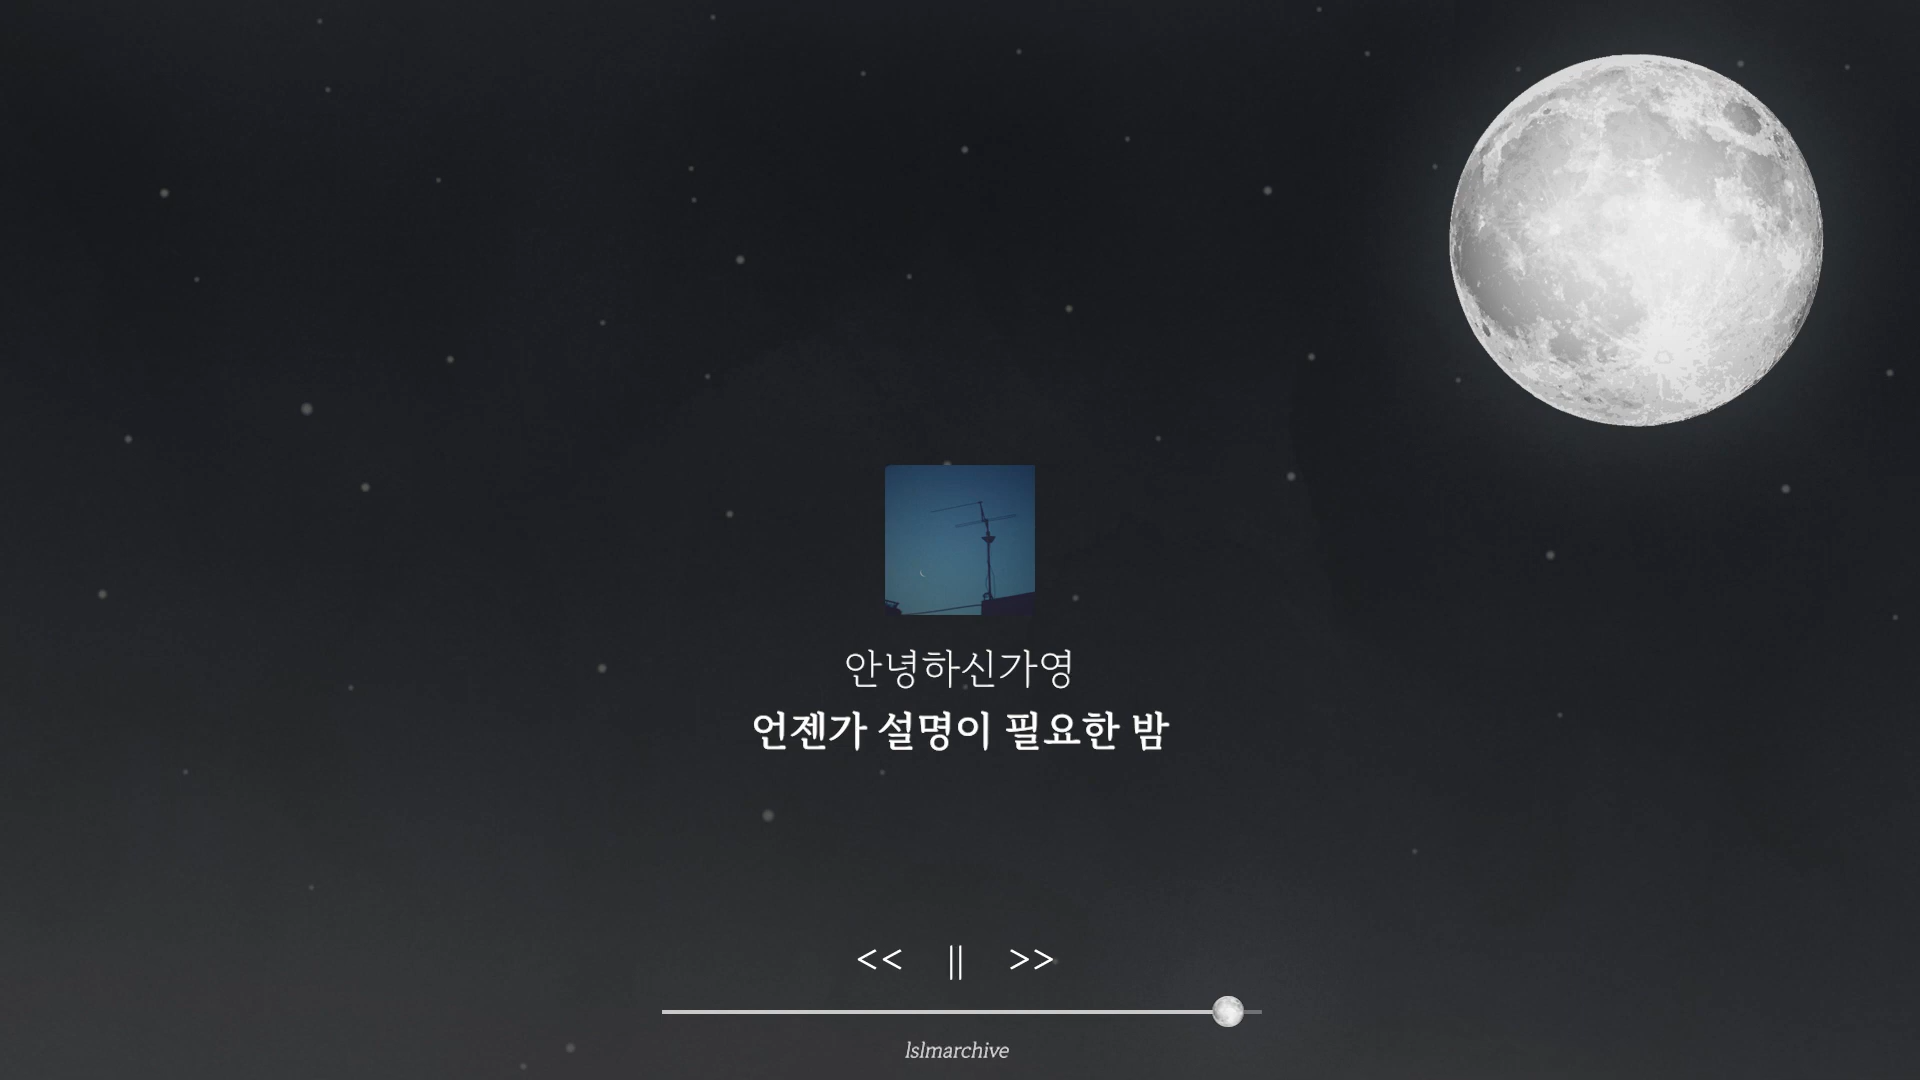 안녕하신가영
언젠가 설명이 필요한 밤
<< || >>
lslmarchive